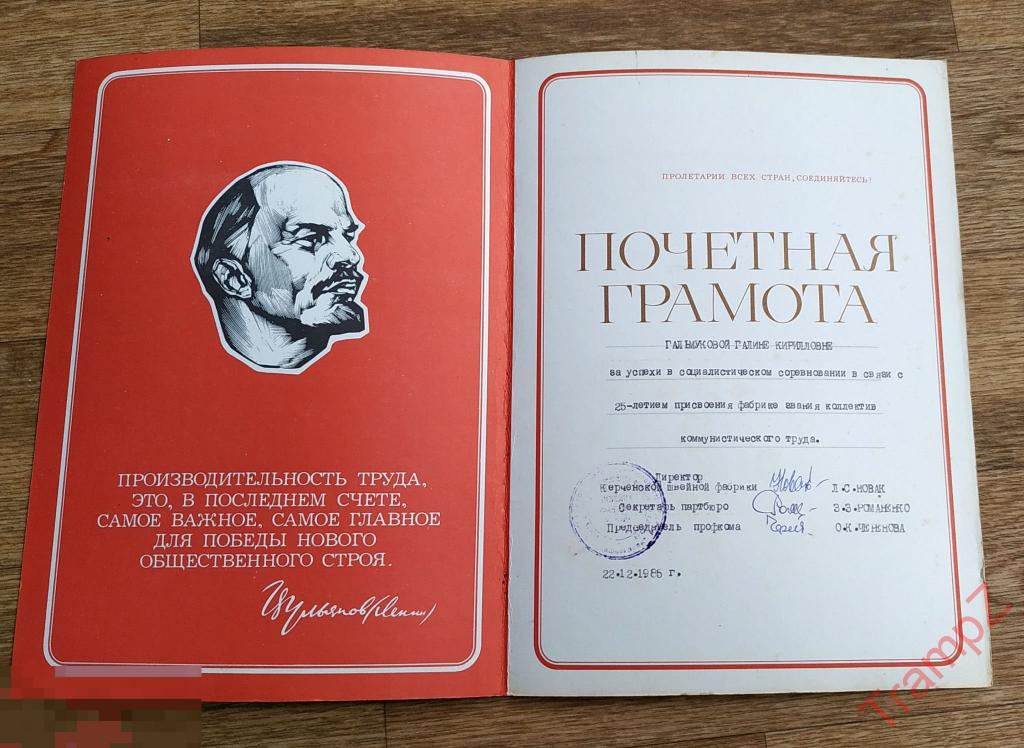 ПРОИЗВОДИТЕЛЬНОСТЬ ТРУДА,
ЭТО, В ПОСЛЕДНЕМ СЧЕТЕ,
САМОЕ ВАЖНОЕ, САМОЕ ГЛАВНОЕ
ДЛЯ ПОБЕДЫ НОВОГО
ОБЩЕСТВЕННОГО СТРОЯ.
В Ульянов (Ленин)
ПРОЛЕТАРИИ ВСЕХ СТРАН, СОЕДИНЯЙТЕСЬ!
ПОЧЕТНАЯ
ГРАМОТА
ГАЛЬМУКОВОЙ ГАЛИНЕ КИРИЛЛОВНЕ
за успехи в социалистическом соревновании в связи с
25-летием присвоения фабрике звания коллектив
коммунистического труда.
Директор
Керченской швейной фабрики Л.С.НОВАК
Секретарь партбюро З.З.РОМАНЕНКО
Председатель профкома О.К.ЧЕНЕНОВА
22.12.1985 г.
TrampZ